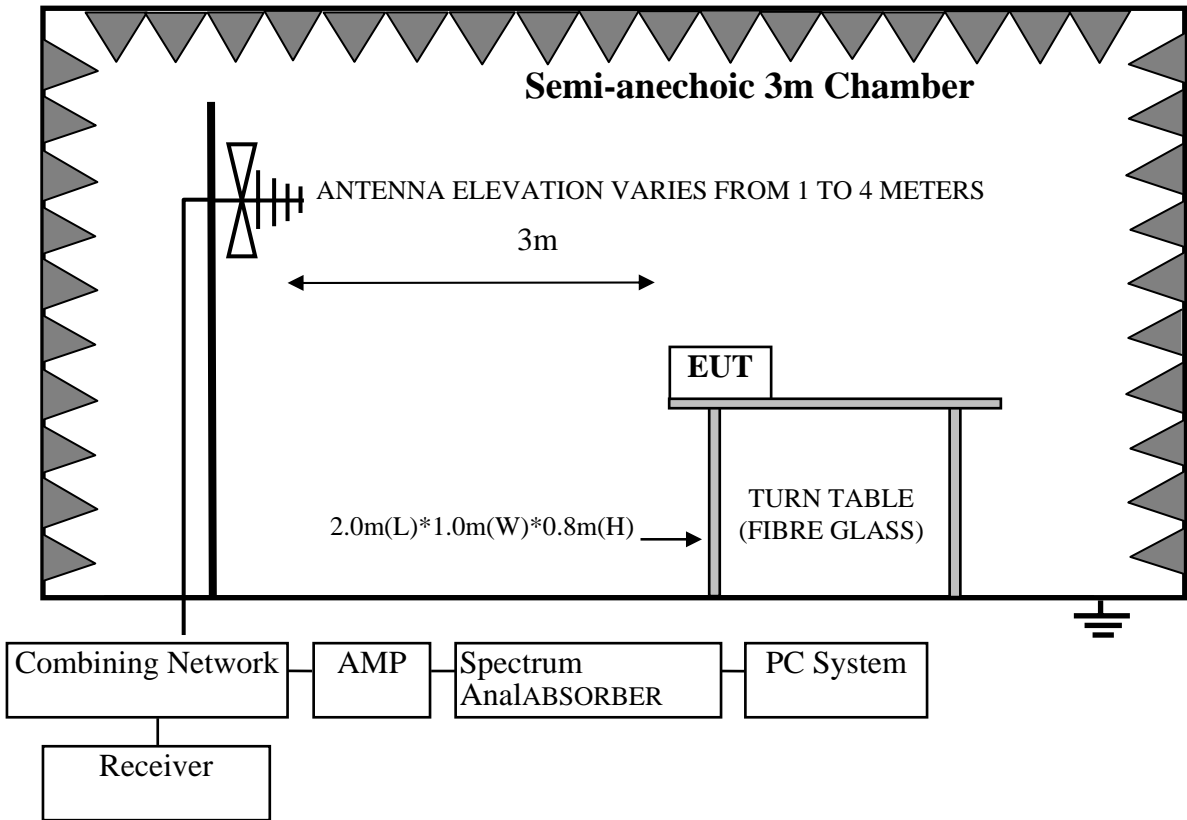 Semi-anechoic 3m Chamber
ANTENNA ELEVATION VARIES FROM 1 TO 4 METERS
3m
EUT
TURN TABLE
(FIBRE GLASS)
2.0m(L)*1.0m(W)*0.8m(H)
Combining Network
AMP
Spectrum
AnalABSORBER
PC System
Receiver